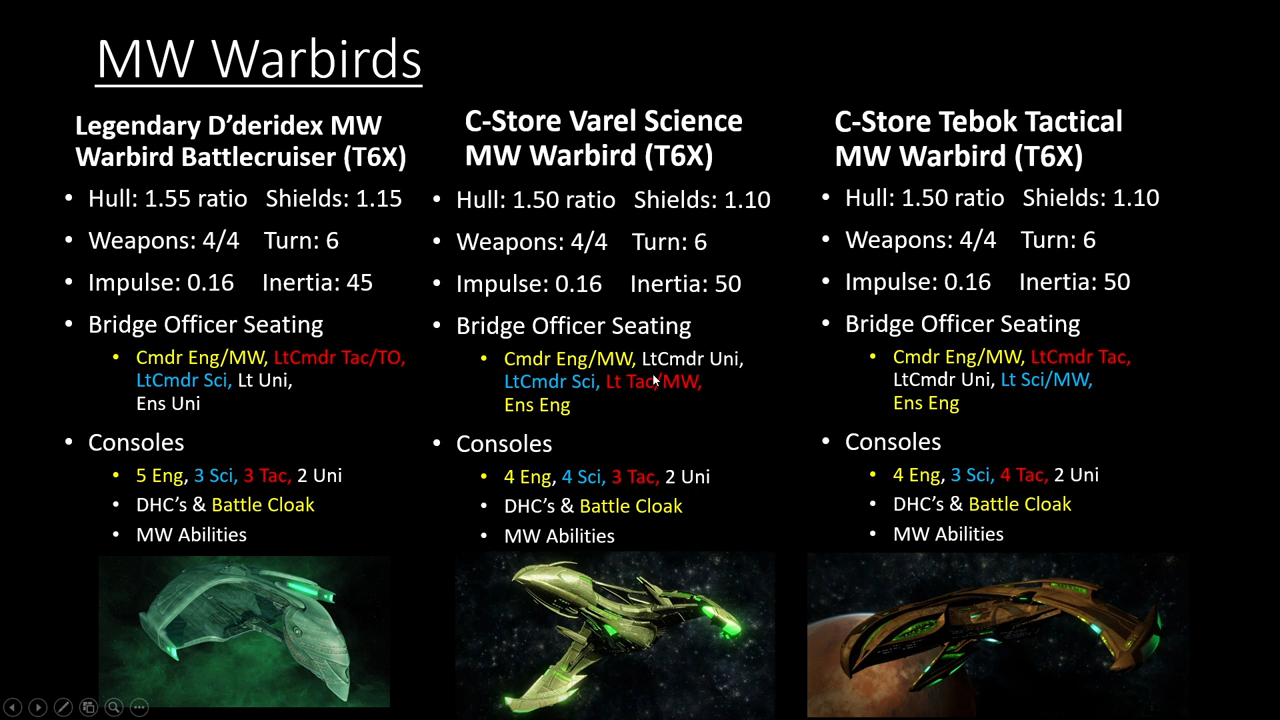 MW Warbirds
Legendary D’deridex MW
Warbird Battlecruiser (T6X)
• Hull: 1.55 ratio Shields: 1.15
• Weapons: 4/4 Turn: 6
• Impulse: 0.16 Inertia: 45
• Bridge Officer Seating
• Cmdr Eng/MW, LtCmdr Tac/TO,
LtCmdr Sci, Lt Uni,
Ens Uni
• Consoles
• 5 Eng, 3 Sci, 3 Tac, 2 Uni
• DHC’s & Battle Cloak
• MW Abilities
C-Store Varel Science
MW Warbird (T6X)
• Hull: 1.50 ratio Shields: 1.10
• Weapons: 4/4 Turn: 6
• Impulse: 0.16 Inertia: 50
• Bridge Officer Seating
• Cmdr Eng/MW, LtCmdr Uni,
LtCmdr Sci, Lt Tac/MW,
Ens Eng
• Consoles
• 4 Eng, 4 Sci, 3 Tac, 2 Uni
• DHC’s & Battle Cloak
• MW Abilities
C-Store Tebok Tactical
MW Warbird (T6X)
• Hull: 1.50 ratio Shields: 1.10
• Weapons: 4/4 Turn: 6
• Impulse: 0.16 Inertia: 50
• Bridge Officer Seating
• Cmdr Eng/MW, LtCmdr Tac,
LtCmdr Uni, Lt Sci/MW,
Ens Eng
• Consoles
• 4 Eng, 3 Sci, 4 Tac, 2 Uni
• DHC’s & Battle Cloak
• MW Abilities